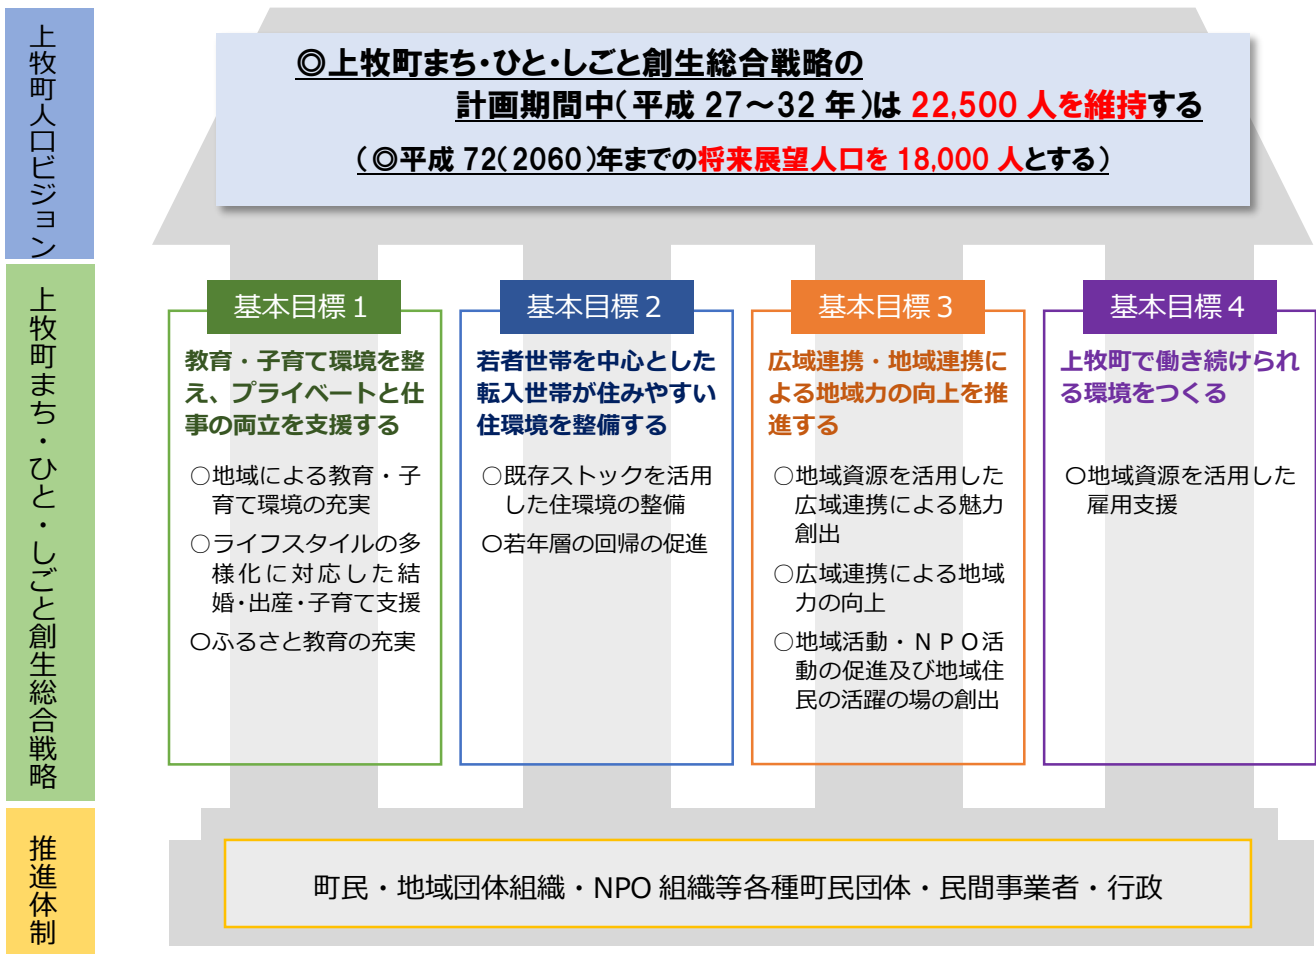 上牧町人口ビジョン
◎上牧町まち・ひと・しごと創生総合戦略の
計画期間中(平成 27～32 年)は 22,500 人を維持する
(◎平成 72(2060)年までの将来展望人口を 18,000 人とする)
上牧町まち・ひと・しごと創生総合戦略
基本目標１
教育・子育て環境を整
え、プライベートと仕
事の両立を支援する
○地域による教育・子
育て環境の充実
○ライフスタイルの多
様化に対応した結
婚・出産・子育て支援
○ふるさと教育の充実
基本目標２
若者世帯を中心とした
転入世帯が住みやすい
住環境を整備する
○既存ストックを活用
した住環境の整備
○若年層の回帰の促進
基本目標３
広域連携・地域連携に
よる地域力の向上を推
進する
○地域資源を活用した
広域連携による魅力
創出
○広域連携による地域
力の向上
○地域活動・ＮＰＯ活
動の促進及び地域住
民の活躍の場の創出
基本目標４
上牧町で働き続けられ
る環境をつくる
○地域資源を活用した
雇用支援
推進体制
町民・地域団体組織・NPO 組織等各種町民団体・民間事業者・行政